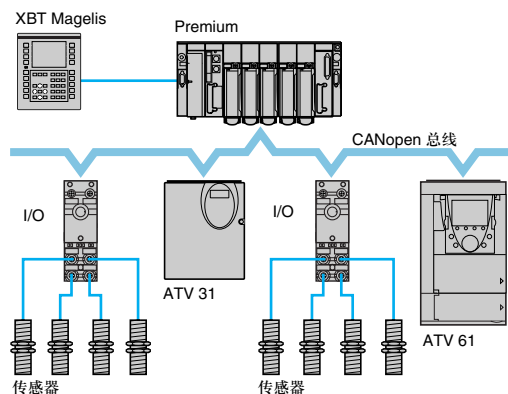 XBT Magelis
Premium
CANopen 总线
I/O
I/O
ATV 31
ATV 61
传感器
传感器